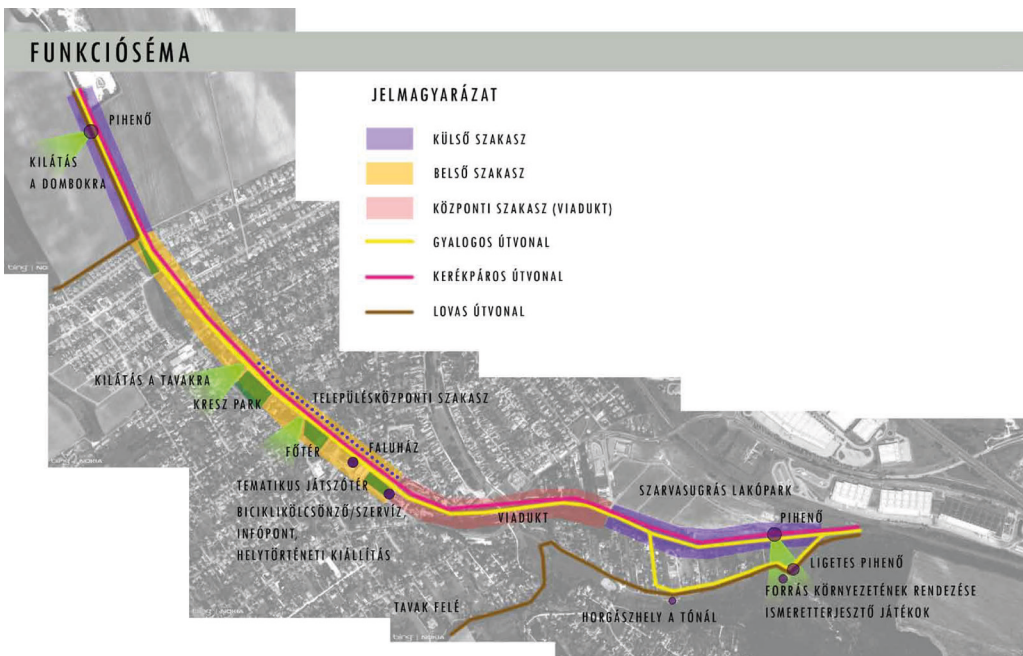 FUNKCIÓSÉMA
JELMAGYARÁZAT
KÜLSŐ SZAKASZ
BELSŐ SZAKASZ
KÖZPONTI SZAKASZ (VIADUKT)
GYALOGOS ÚTVONAL
KERÉKPÁROS ÚTVONAL
LOVAS ÚTVONAL
PIHENŐ
KILÁTÁS
A DOMBOKRA
KILÁTÁS A TAVAKRA
KRESZ PARK
TELEPÜLÉSKÖZPONTI SZAKASZ
FŐTÉR
FALUHÁZ
TEMATIKUS JÁTSZÓTÉR
BICIKLIKÖLCSÖNZŐ/SZERVÍZ,
INFÓPONT,
HELYTÖRTÉNETI KIÁLLÍTÁS
VIADUKT
SZARVASUGRÁS LAKÓPARK
PIHENŐ
LIGETES PIHENŐ
FORRÁS KÖRNYEZETÉNEK RENDEZÉSE
ISMERETTERJESZTŐ JÁTÉKOK
HORGÁSZHELY A TÓNÁL
TAVAK FELÉ